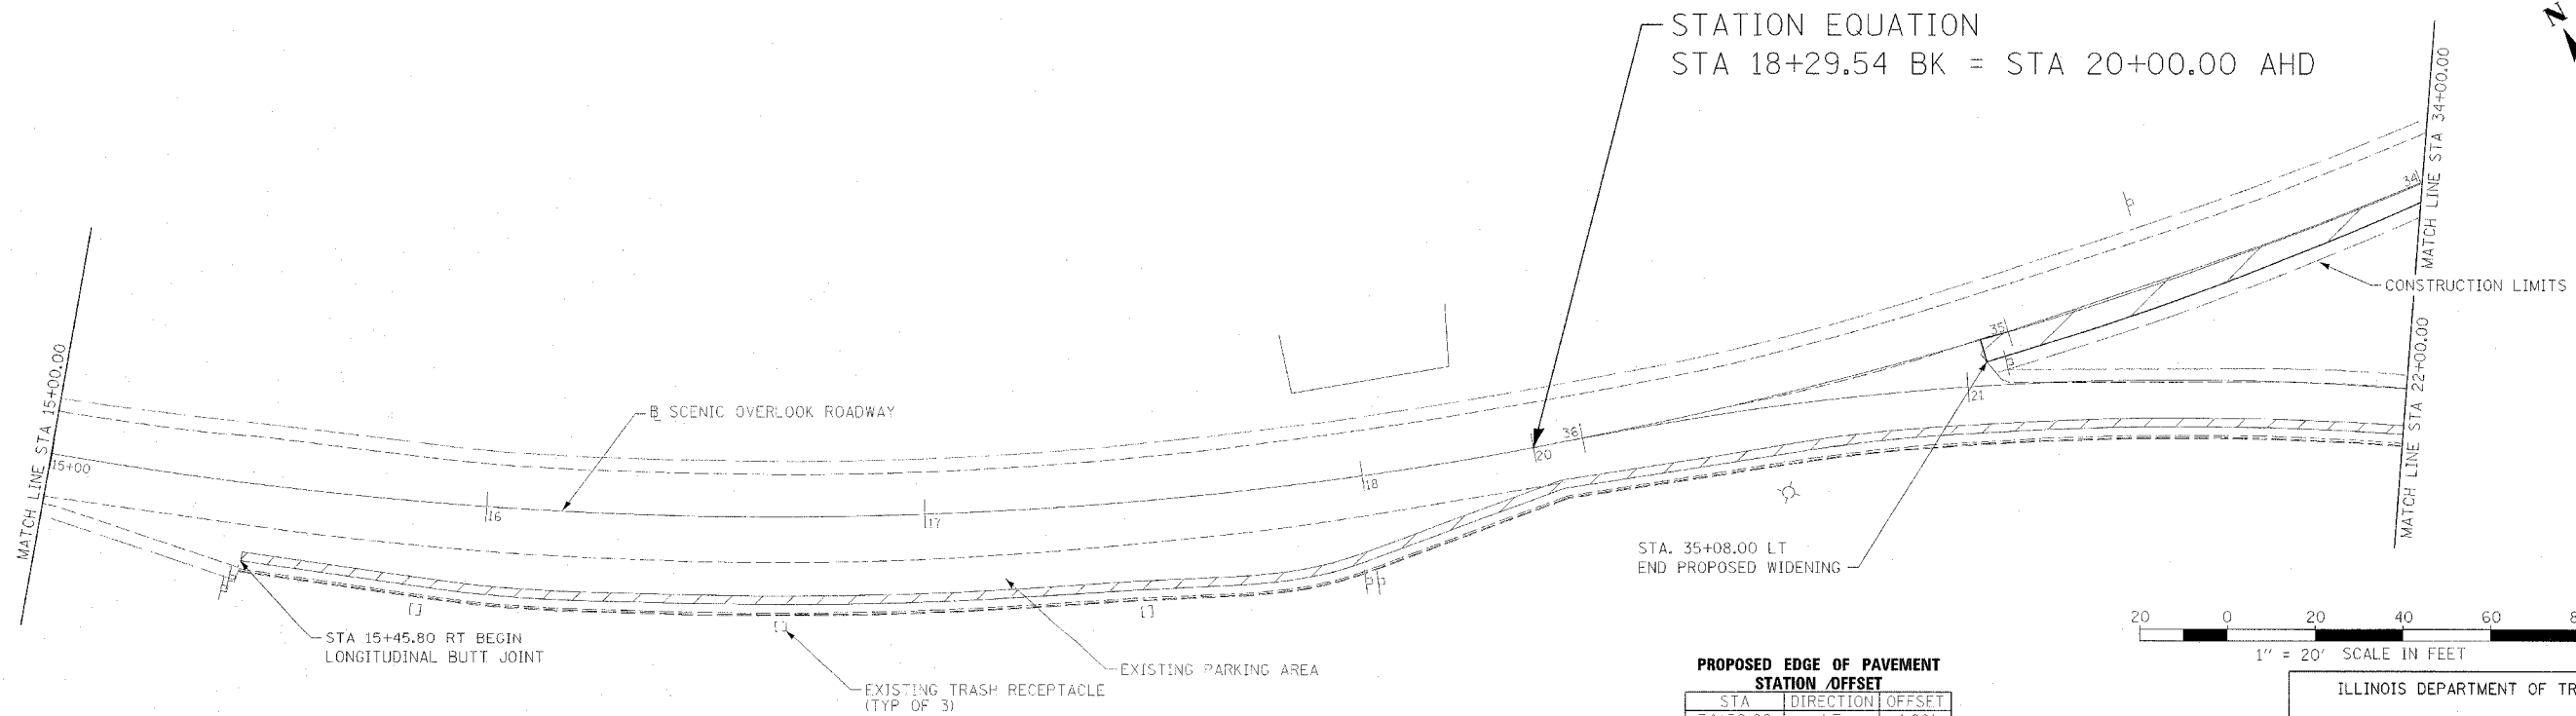 N
STATION EQUATION
STA 18+29.54 BK = STA 20+00.00 AHD
MATCH LINE STA 34+00.00
34
CONSTRUCTION LIMITS
35
MATCH LINE STA 15+00.00
15+00
B SCENIC OVERLOOK ROADWAY
16
17
18
20
36
21
MATCH LINE STA 22+00.00
STA. 35+08.00 LT
END PROPOSED WIDENING
STA 15+45.80 RT BEGIN
LONGITUDINAL BUTT JOINT
EXISTING PARKING AREA
EXISTING TRASH RECEPTACLE
(TYP OF 3)
20 0 20 40 60
1" = 20' SCALE IN FEET
PROPOSED EDGE OF PAVEMENT
STATION /OFFSET
STA DIRECTION OFFSET
ILLINOIS DEPARTMENT OF